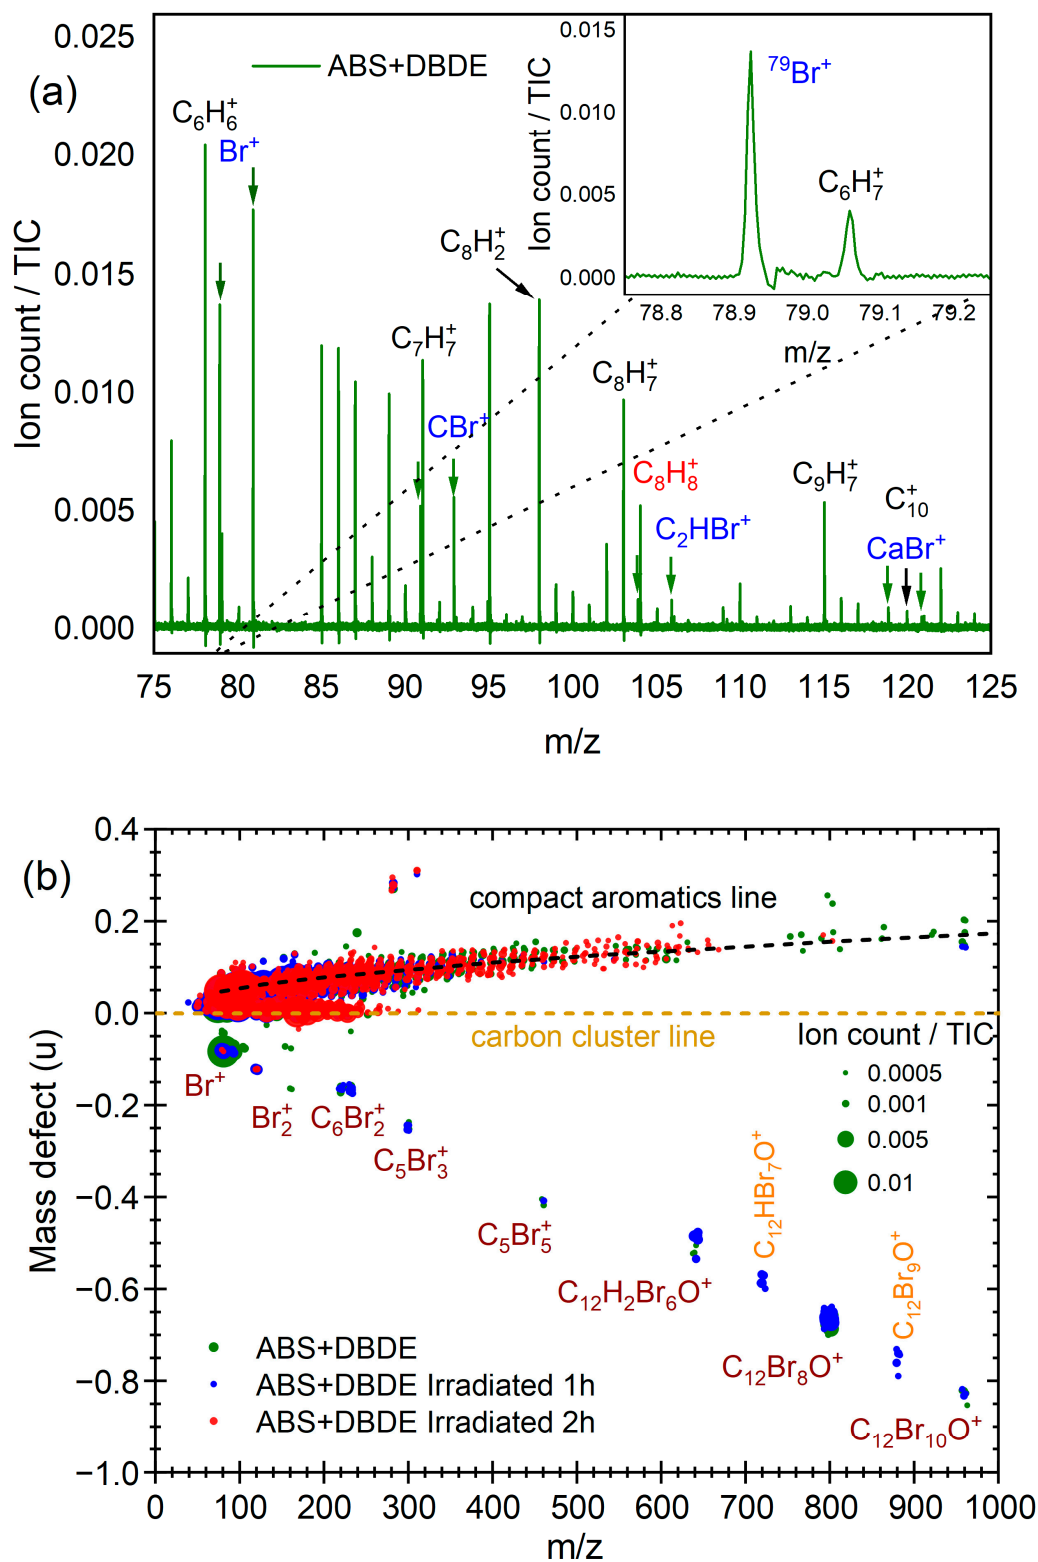 (a)
ABS+DBDE
Ion count / TIC
0.025
0.020
0.015
0.010
0.005
0.000
C₆H₆⁺
Br⁺
C₈H₂⁺
C₇H₇⁺
CBr⁺
C₈H₇⁺
C₈H₈⁺
C₂HBr⁺
C₉H₇⁺
C₁₀⁺
CaBr⁺
75 80 85 90 95 100 105 110 115 120 125
m/z
Ion count / TIC
0.015
0.010
0.005
0.000
⁷⁹Br⁺
C₆H₇⁺
78.8 78.9 79.0 79.1 79.2
m/z
(b)
Mass defect (u)
0.4
0.2
0.0
−0.2
−0.4
−0.6
−0.8
−1.0
compact aromatics line
carbon cluster line
Ion count / TIC
0.0005
0.001
0.005
0.01
Br⁺
Br₂⁺
C₆Br₂⁺
C₅Br₃⁺
C₅Br₅⁺
C₁₂H₂Br₆O⁺
C₁₂HBr₇O⁺
C₁₂Br₈O⁺
C₁₂Br₉O⁺
C₁₂Br₁₀O⁺
ABS+DBDE
ABS+DBDE Irradiated 1h
ABS+DBDE Irradiated 2h
0 100 200 300 400 500 600 700 800 900 1000
m/z